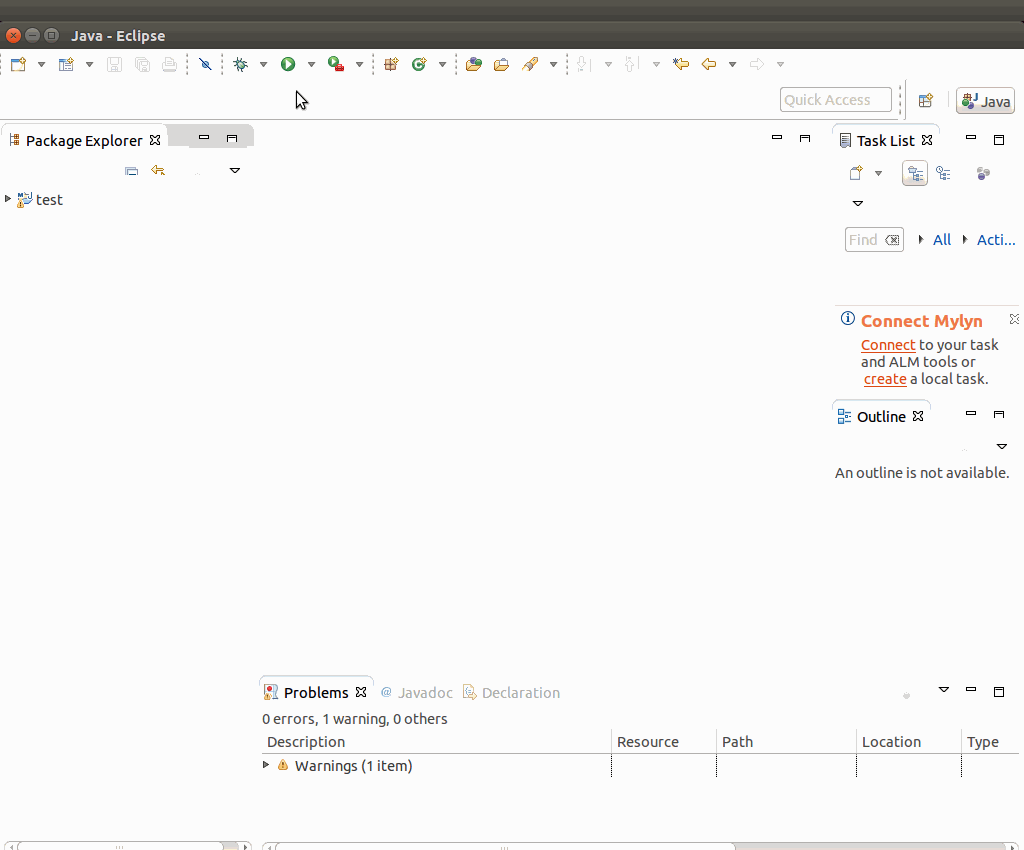 Java - Eclipse
Quick Access
Java
Package Explorer
test
Task List
Find
All
Acti...
Connect Mylyn
Connect to your task
and ALM tools or
create a local task.
Outline
An outline is not available.
Problems
@ Javadoc
Declaration
0 errors, 1 warning, 0 others
Description Resource Path Location Type
Warnings (1 item)